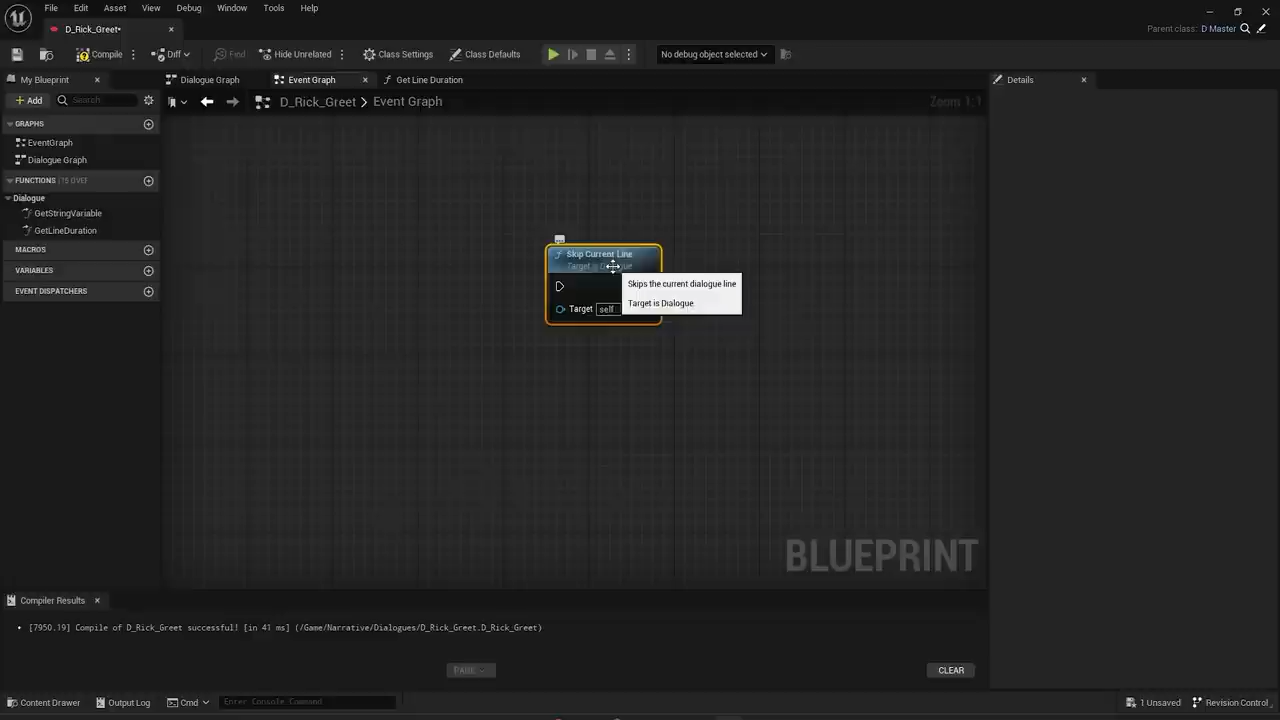 File Edit Asset View Debug Window Tools Help
D_Rick_Greet•
Parent class: D Master
Compile Diff Find Hide Unrelated Class Settings Class Defaults No debug object selected
My Blueprint
Dialogue Graph Event Graph Get Line Duration
Details
+ Add Search
D_Rick_Greet > Event Graph
Zoom 1:1
GRAPHS
EventGraph
Dialogue Graph
FUNCTIONS
Dialogue
GetStringVariable
GetLineDuration
MACROS
VARIABLES
EVENT DISPATCHERS
Skip Current Line
Target is
Target self
Skips the current dialogue line
Target is Dialogue.
BLUEPRINT
Compiler Results
[7950.19] Compile of D_Rick_Greet successful! [in 41 ms] (/Game/Narrative/Dialogues/D_Rick_Greet.D_Rick_Greet)
PAGE
CLEAR
Content Drawer Output Log Cmd Enter Console Command
1 Unsaved Revision Control